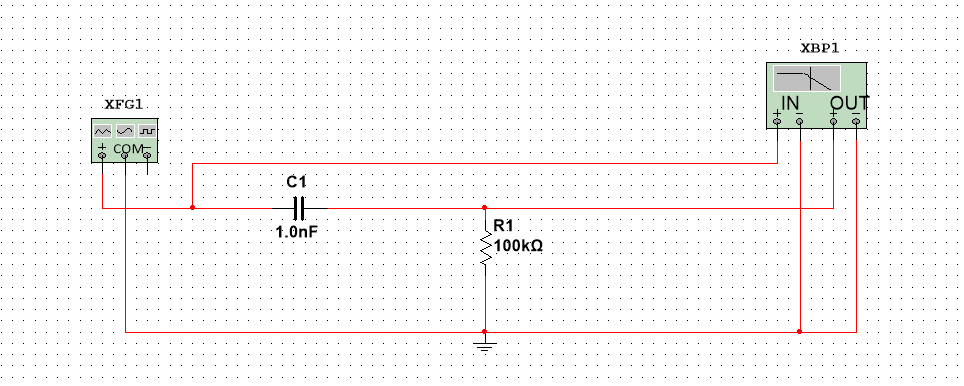 XBP1
IN OUT
+ − + −
XFG1
+ COM −
C1
1.0nF
R1
100kΩ